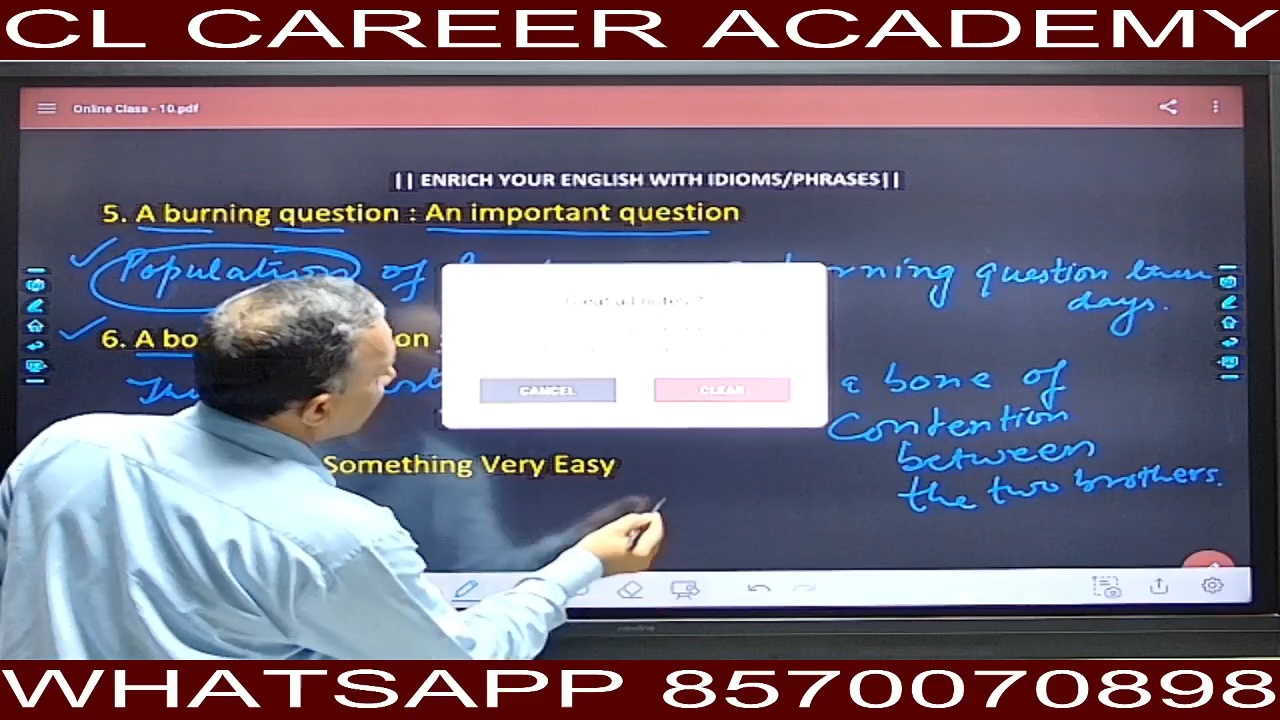 CL CAREER ACADEMY
Online Class - 10.pdf
|| ENRICH YOUR ENGLISH WITH IDIOMS/PHRASES||
5. A burning question : An important question
Population of burning question these
days.
6. A bo on
a bone of
CANCEL CLEAR
Contention
between
Something Very Easy
the two brothers.
newline
WHATSAPP 8570070898